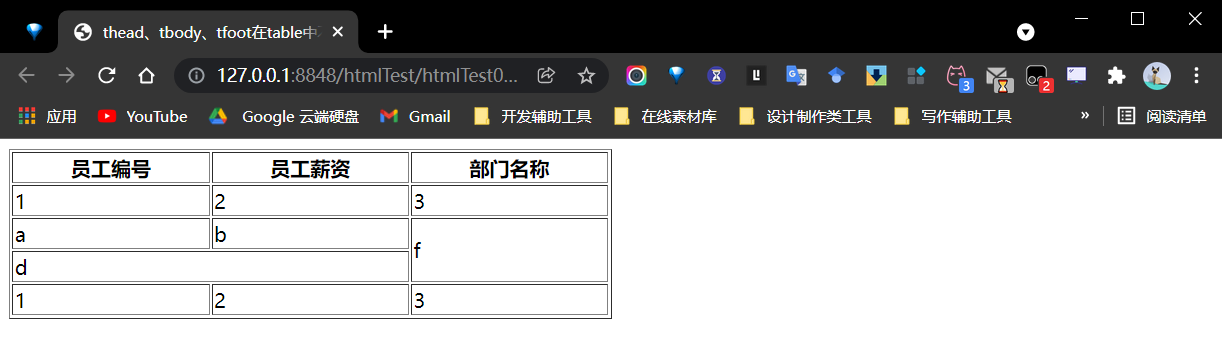 thead、tbody、tfoot在table中
127.0.0.1:8848/htmlTest/htmlTest0...
3
2
应用 YouTube Google 云端硬盘 Gmail 开发辅助工具 在线素材库 设计制作类工具 写作辅助工具 » 阅读清单
员工编号 员工薪资 部门名称
1 2 3
a b
f
d
1 2 3